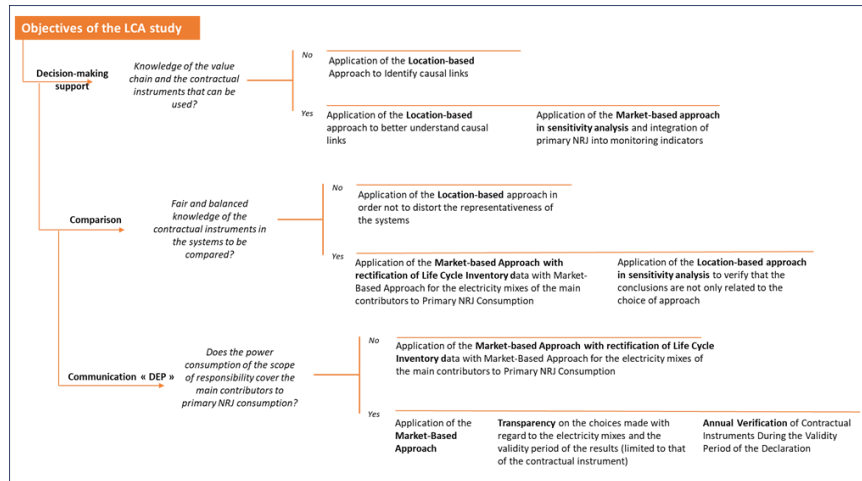 Objectives of the LCA study
Decision-making
support
Knowledge of the value
chain and the contractual
instruments that can be
used?
No
Application of the Location-based
Approach to Identify causal links
Yes
Application of the Location-based
approach to better understand causal
links
Application of the Market-based approach
in sensitivity analysis and integration of
primary NRJ into monitoring indicators
Comparison
Fair and balanced
knowledge of the
contractual instruments in
the systems to be
compared?
No
Application of the Location-based approach in
order not to distort the representativeness of
the systems
Yes
Application of the Market-based Approach with
rectification of Life Cycle Inventory data with Market-
Based Approach for the electricity mixes of the main
contributors to Primary NRJ Consumption
Application of the Location-based approach
in sensitivity analysis to verify that the
conclusions are not only related to the
choice of approach
Communication « DEP »
Does the power
consumption of the scope
of responsibility cover the
main contributors to
primary NRJ consumption?
No
Application of the Market-based Approach with rectification of Life Cycle
Inventory data with Market-Based Approach for the electricity mixes of
the main contributors to Primary NRJ Consumption
Yes
Application of the
Market-Based
Approach
Transparency on the choices made with
regard to the electricity mixes and the
validity period of the results (limited to that
of the contractual instrument)
Annual Verification of Contractual
Instruments During the Validity
Period of the Declaration